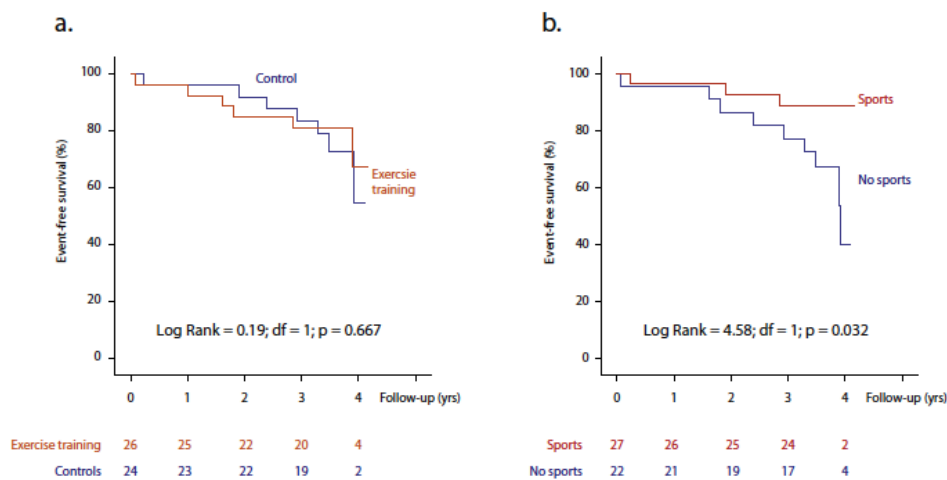 a.
100
80
60
40
20
0
Event-free survival (%)
Control
Exercsie
training
Log Rank = 0.19; df = 1; p = 0.667
0 1 2 3 4 Follow-up (yrs)
Exercise training 26 25 22 20 4
Controls 24 23 22 19 2
b.
100
80
60
40
20
0
Event-free survival (%)
Sports
No sports
Log Rank = 4.58; df = 1; p = 0.032
0 1 2 3 4 Follow-up (yrs)
Sports 27 26 25 24 2
No sports 22 21 19 17 4